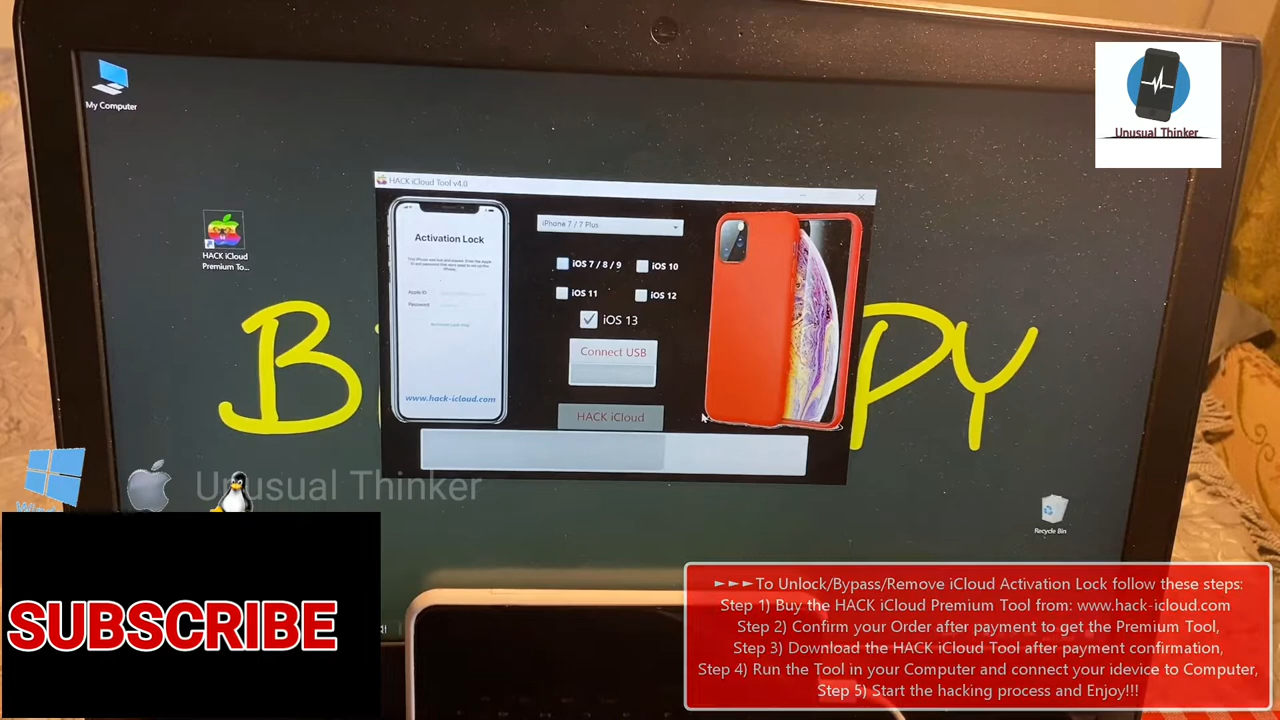 My Computer
Unusual Thinker
HACK iCloud Tool v4.0
iPhone 7 / 7 Plus
Activation Lock
HACK iCloud
Premium To...
iOS 7 / 8 / 9
iOS 10
Apple ID
iOS 11
iOS 12
Password
iOS 13
B
PY
Connect USB
www.hack-icloud.com
HACK iCloud
Unusual Thinker
Recycle Bin
SUBSCRIBE
►►►To Unlock/Bypass/Remove iCloud Activation Lock follow these steps:
Step 1) Buy the HACK iCloud Premium Tool from: www.hack-icloud.com
Step 2) Confirm your Order after payment to get the Premium Tool,
Step 3) Download the HACK iCloud Tool after payment confirmation,
Step 4) Run the Tool in your Computer and connect your idevice to Computer,
Step 5) Start the hacking process and Enjoy!!!